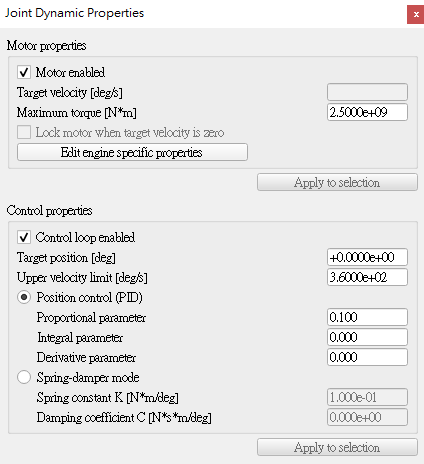 Joint Dynamic Properties
x
Motor properties
Motor enabled
Target velocity [deg/s]
Maximum torque [N*m] 2.5000e+09
Lock motor when target velocity is zero
Edit engine specific properties
Apply to selection
Control properties
Control loop enabled
Target position [deg] +0.0000e+00
Upper velocity limit [deg/s] 3.6000e+02
Position control (PID)
Proportional parameter 0.100
Integral parameter 0.000
Derivative parameter 0.000
Spring-damper mode
Spring constant K [N*m/deg] 1.000e-01
Damping coefficient C [N*s*m/deg] 0.000e+00
Apply to selection